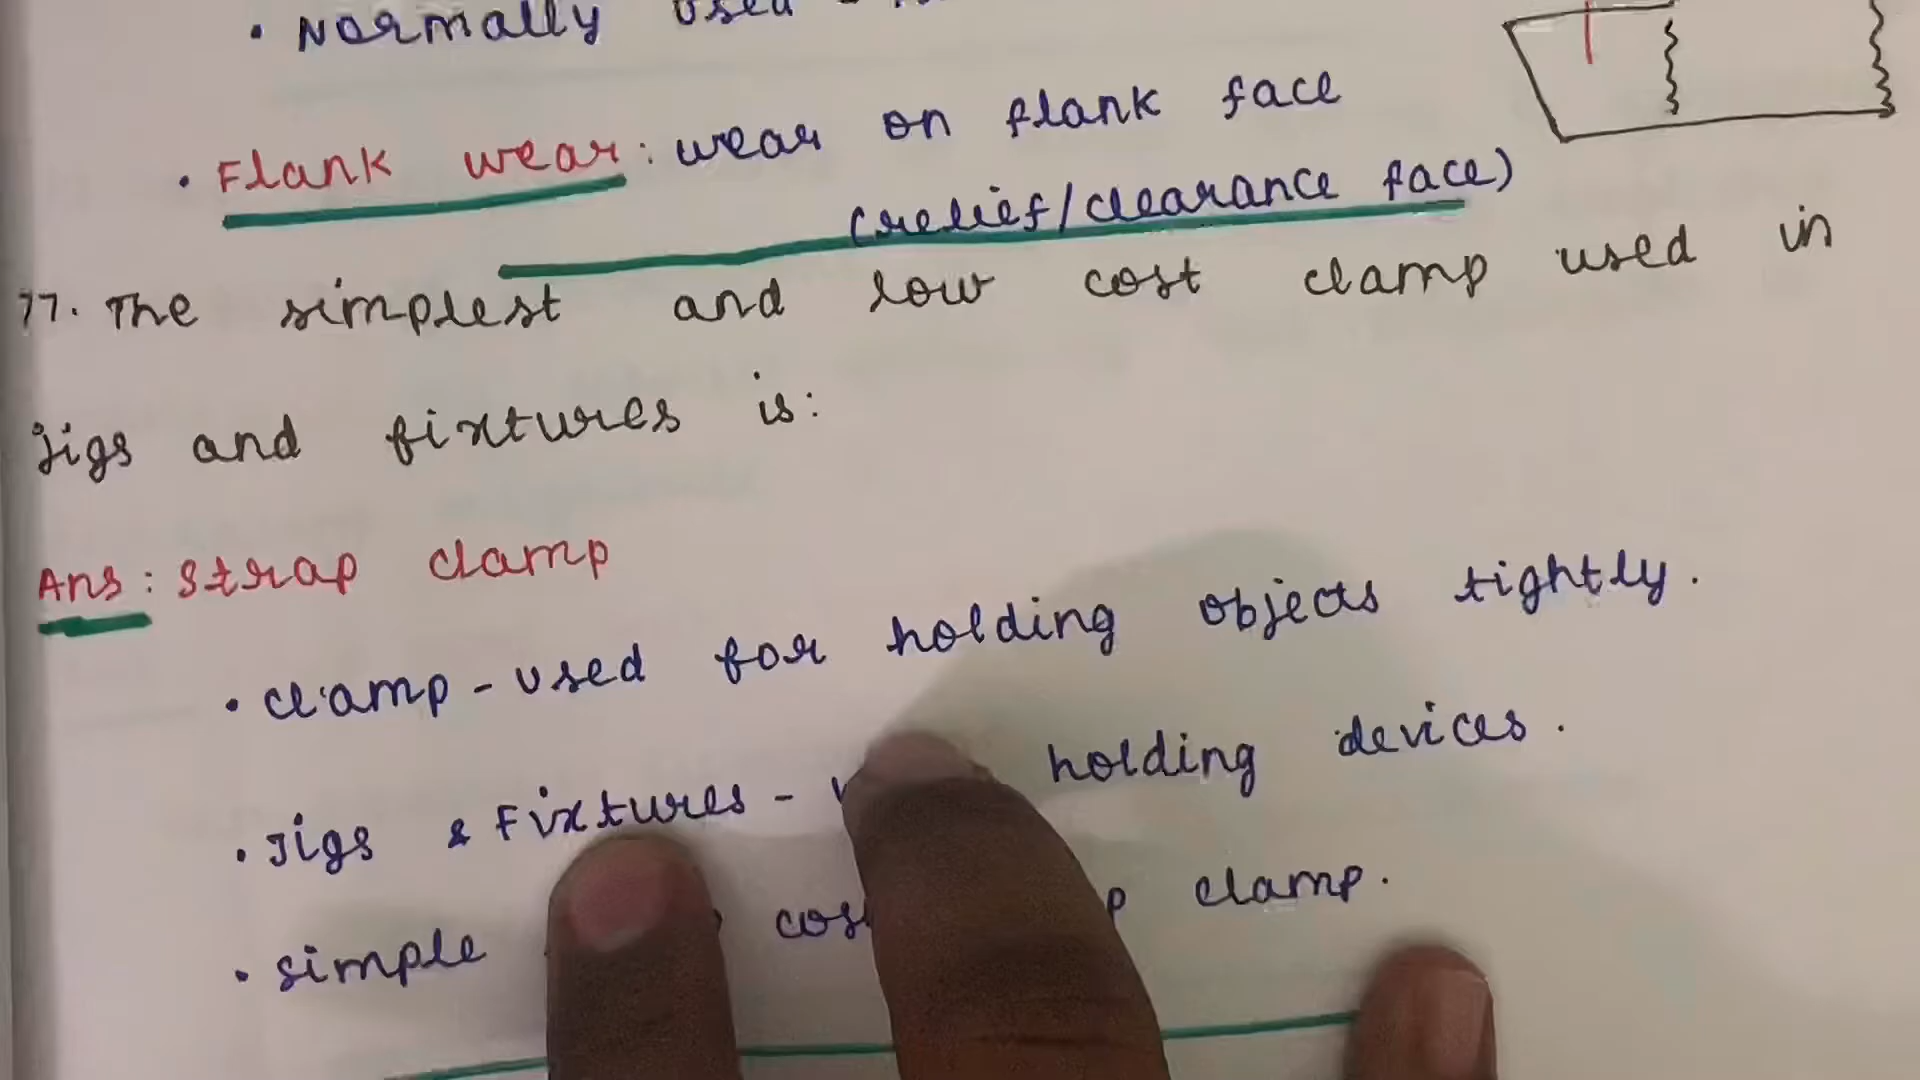 • Normally used
• Flank wear: wear on flank face
(relief/clearance face)
77. The simplest and low cost clamp used in
jigs and fixtures is:
Ans: Strap clamp
• clamp - used for holding objects tightly.
• Jigs & Fixtures - holding devices.
• simple clamp.